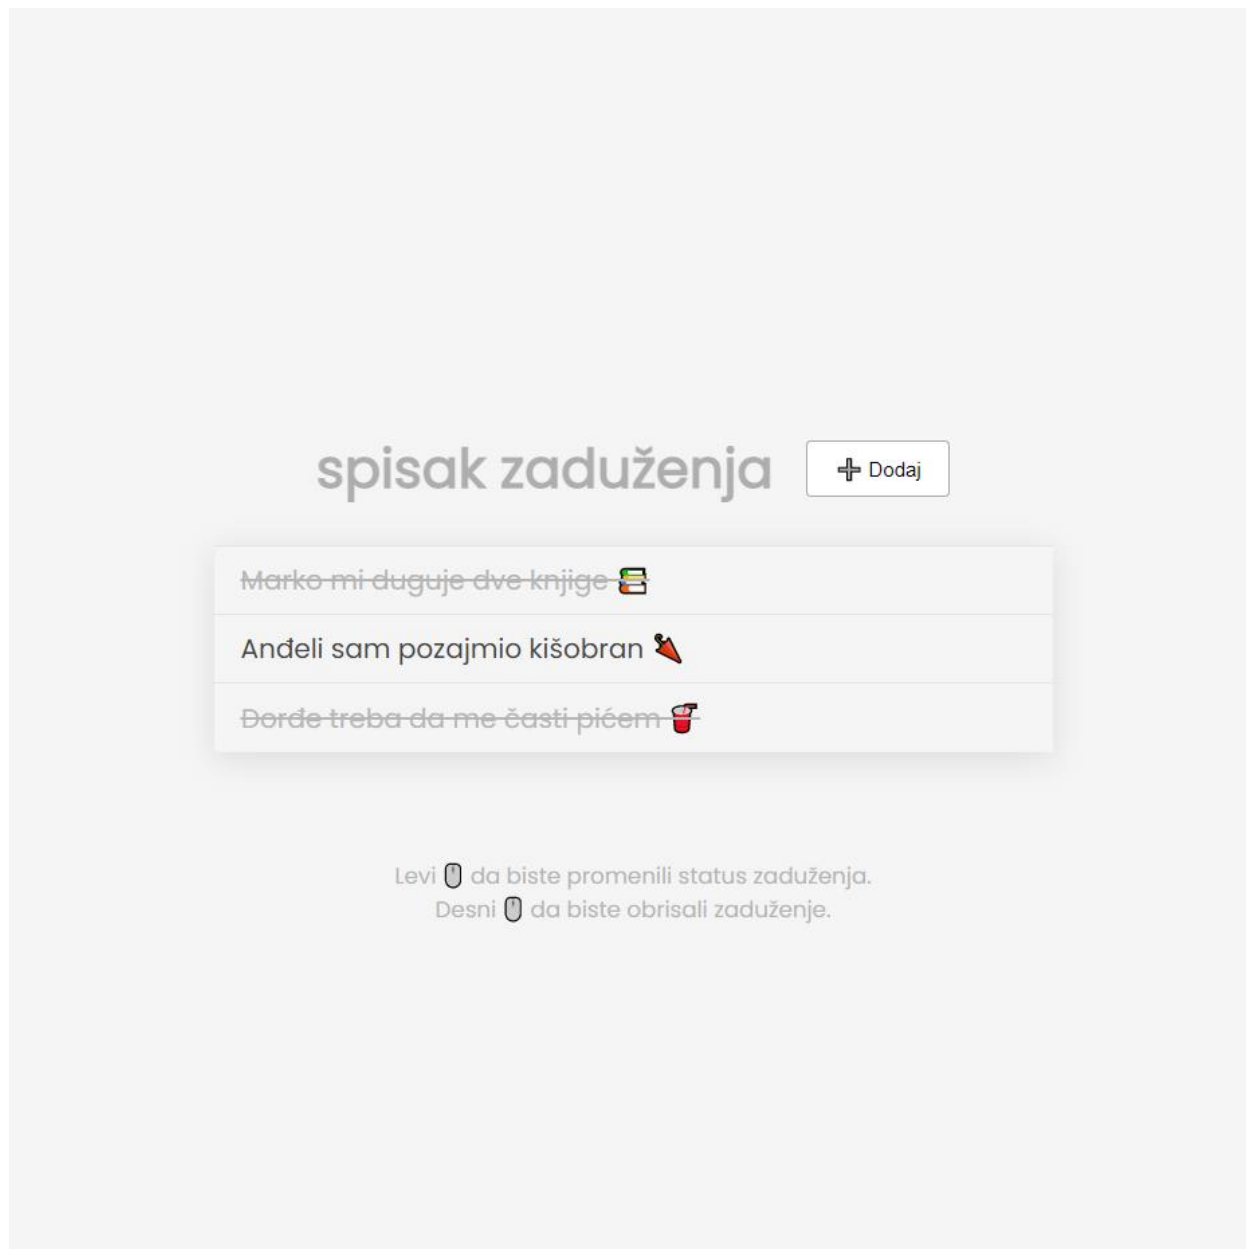 spisak zaduženja
➕ Dodaj
Marko mi duguje dve knjige 📚
Anđeli sam pozajmio kišobran 🌂
Đorđe treba da me časti pićem 🥤
Levi 🖱 da biste promenili status zaduženja.
Desni 🖱 da biste obrisali zaduženje.